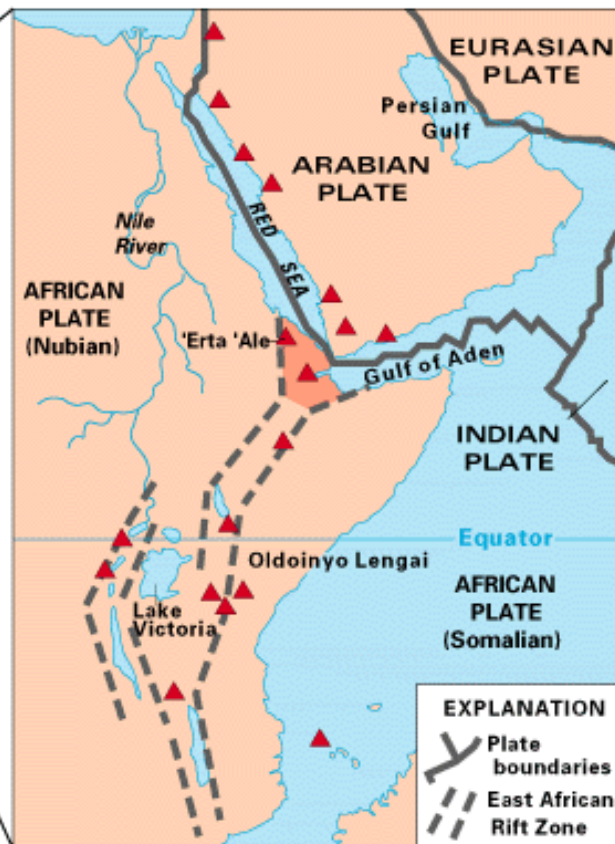 EURASIAN
PLATE
Persian
Gulf
ARABIAN
PLATE
RED
SEA
Nile
River
AFRICAN
PLATE
(Nubian)
'Erta 'Ale
Gulf of Aden
INDIAN
PLATE
Equator
Oldoinyo Lengai
AFRICAN
PLATE
(Somalian)
Lake
Victoria
EXPLANATION
Plate
boundaries
East African
Rift Zone